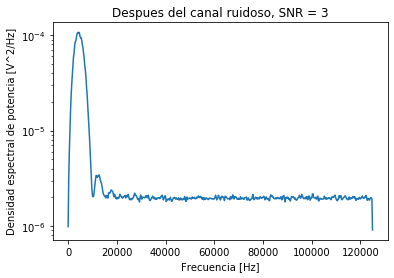 Despues del canal ruidoso, SNR = 3
Densidad espectral de potencia [V^2/Hz]
10⁻⁴
10⁻⁵
10⁻⁶
0 20000 40000 60000 80000 100000 120000
Frecuencia [Hz]